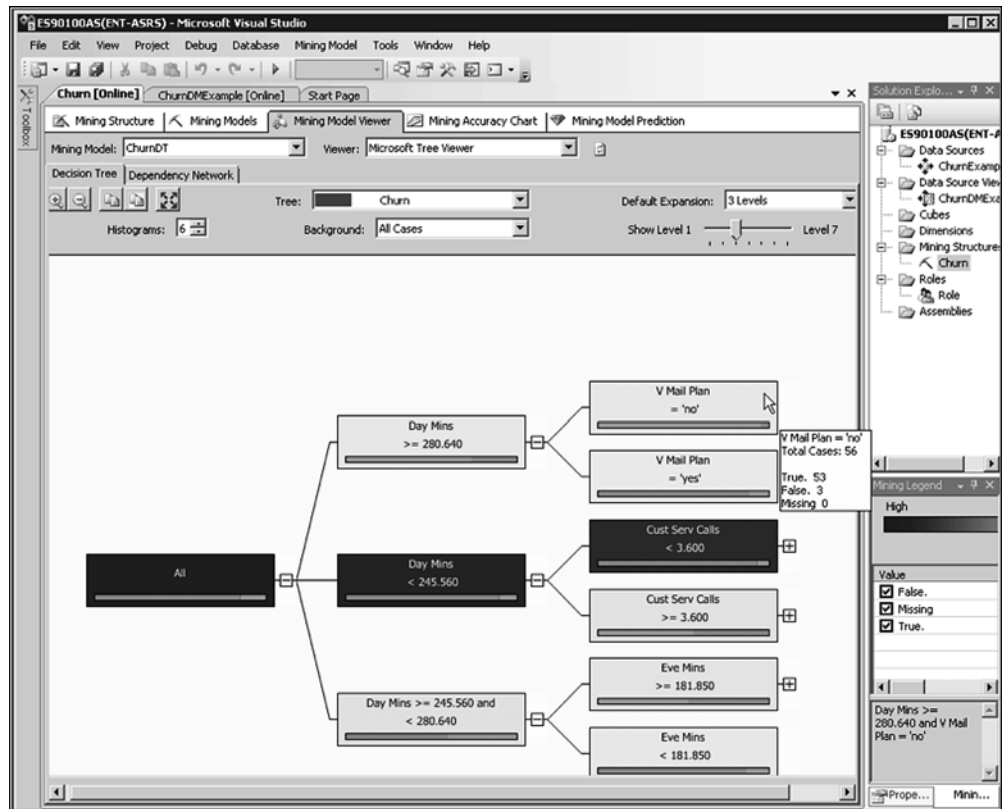 ES90100AS(ENT-ASRS) - Microsoft Visual Studio
File Edit View Project Debug Database Mining Model Tools Window Help
Toolbox
Churn [Online] ChurnDMExample [Online] Start Page
Mining Structure Mining Models Mining Model Viewer Mining Accuracy Chart Mining Model Prediction
Mining Model: ChurnDT Viewer: Microsoft Tree Viewer
Decision Tree Dependency Network
Tree: Churn Default Expansion: 3 Levels
Histograms: 6 Background: All Cases Show Level 1 Level 7
All
Day Mins
>= 280.640
Day Mins
< 245.560
Day Mins >= 245.560 and
< 280.640
V Mail Plan
= 'no'
V Mail Plan
= 'yes'
Cust Serv Calls
< 3.600
Cust Serv Calls
>= 3.600
Eve Mins
>= 181.850
Eve Mins
< 181.850
V Mail Plan = 'no'
Total Cases: 56
True. 53
False. 3
Missing 0
Solution Explo...
ES90100AS(ENT-A
Data Sources
ChurnExamp
Data Source View
ChurnDMExa
Cubes
Dimensions
Mining Structures
Churn
Roles
Role
Assemblies
Mining Legend
High
Value
False.
Missing
True.
Day Mins >=
280.640 and V Mail
Plan = 'no'
Prope... Minin...